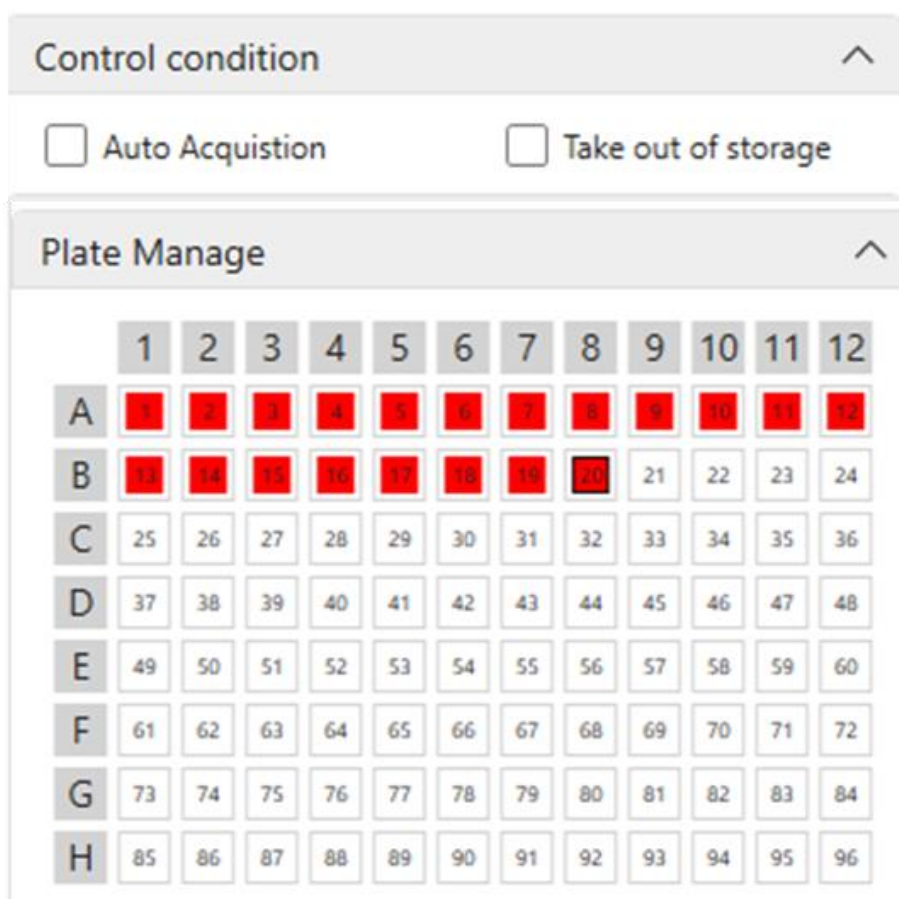 Control condition
Auto Acquistion Take out of storage
Plate Manage
1 2 3 4 5 6 7 8 9 10 11 12
A 1 2 3 4 5 6 7 8 9 10 11 12
B 13 14 15 16 17 18 19 20 21 22 23 24
C 25 26 27 28 29 30 31 32 33 34 35 36
D 37 38 39 40 41 42 43 44 45 46 47 48
E 49 50 51 52 53 54 55 56 57 58 59 60
F 61 62 63 64 65 66 67 68 69 70 71 72
G 73 74 75 76 77 78 79 80 81 82 83 84
H 85 86 87 88 89 90 91 92 93 94 95 96